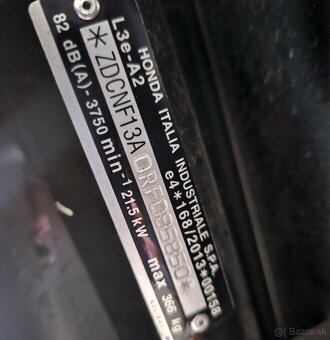 HONDA ITALIA INDUSTRIALE S.P.A.
e4*168/2013*00158
L3e-A2
*ZDCNF13A
82 dB(A) - 3750 min-1 21.5 kW max 366 kg
Bazos.sk